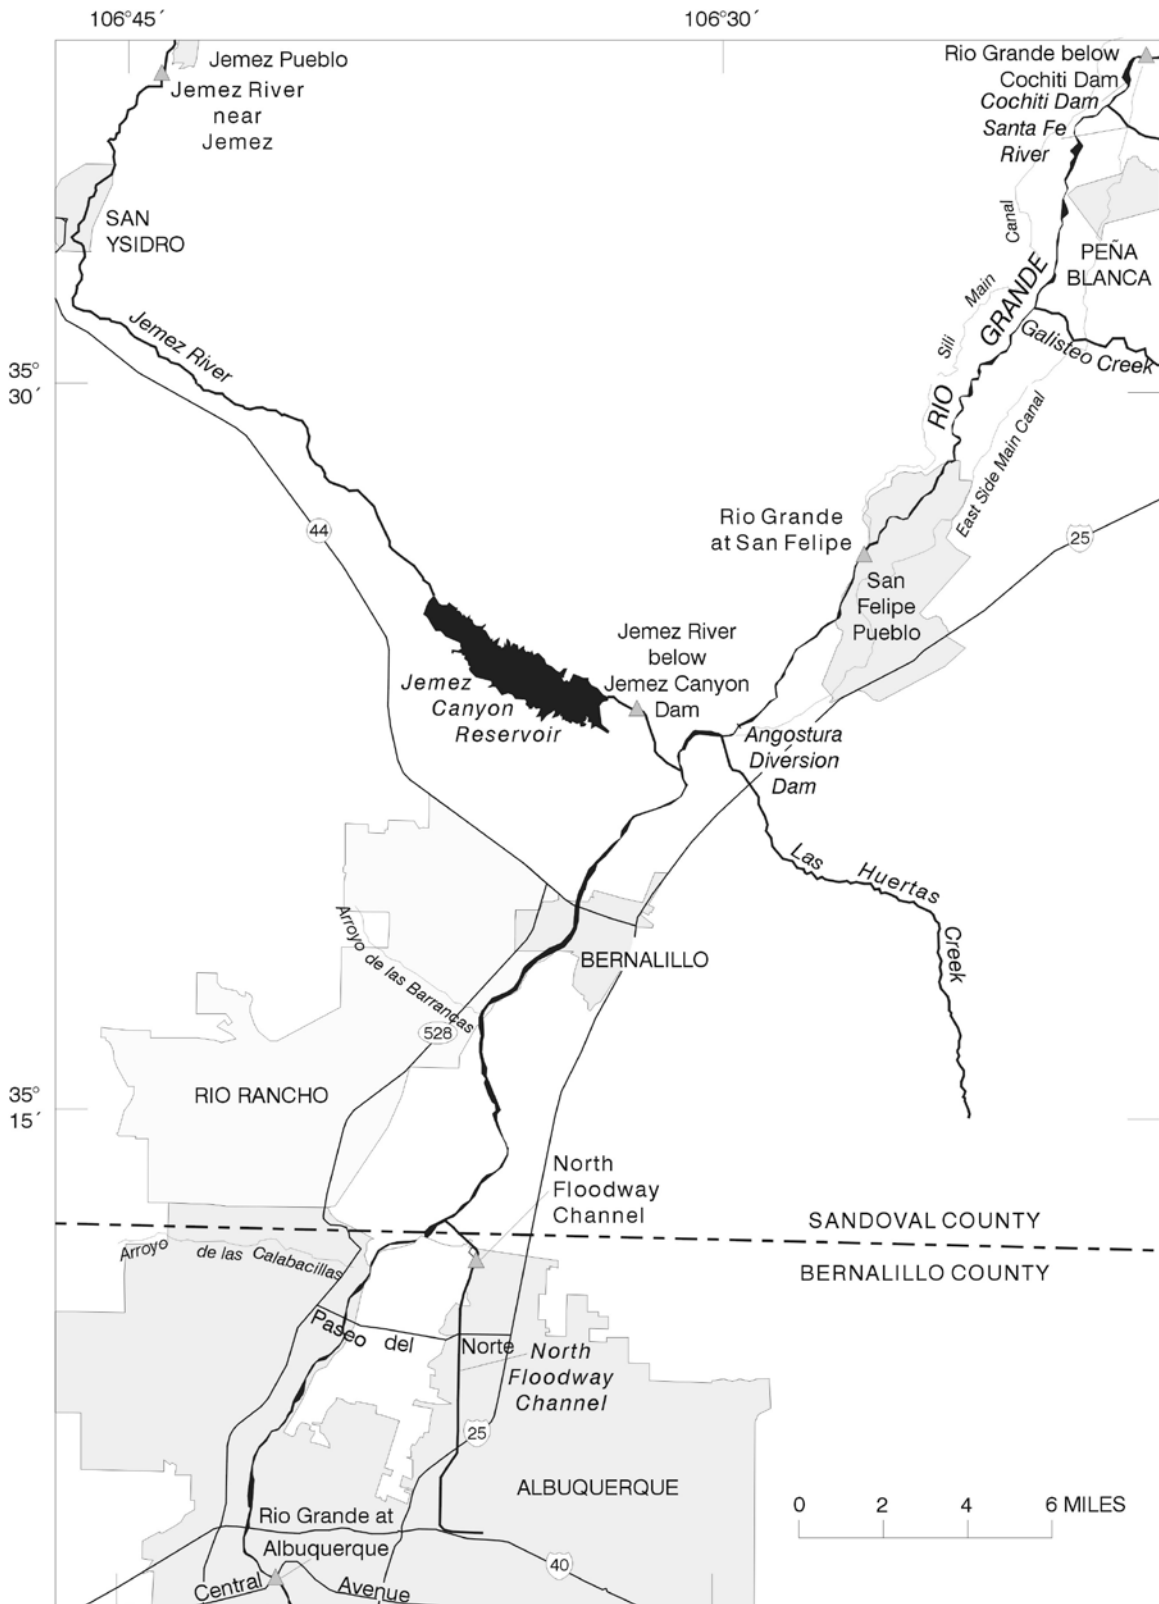 106°45´
106°30´
Jemez Pueblo
Jemez River
near
Jemez
Rio Grande below
Cochiti Dam
Cochiti Dam
Santa Fe
River
SAN
YSIDRO
Canal
Main
Sili
PEÑA
BLANCA
RIO GRANDE
Galisteo Creek
Jemez River
35°
30´
East Side Main Canal
44
Rio Grande
at San Felipe
25
San
Felipe
Pueblo
Jemez River
below
Jemez Canyon
Dam
Jemez
Canyon
Reservoir
Angostura
Diversion
Dam
Las Huertas Creek
Arroyo de las Barrancas
BERNALILLO
528
RIO RANCHO
35°
15´
North
Floodway
Channel
SANDOVAL COUNTY
BERNALILLO COUNTY
Arroyo de las Calabacillas
Paseo del Norte
North
Floodway
Channel
25
ALBUQUERQUE
0 2 4 6 MILES
Rio Grande at
Albuquerque
40
Central Avenue